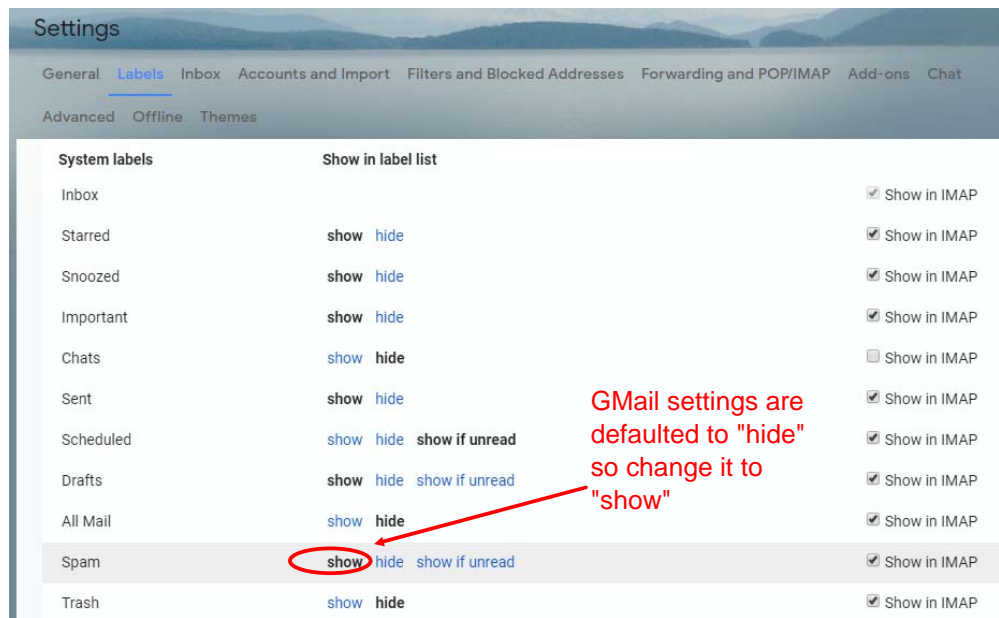 Settings
General Labels Inbox Accounts and Import Filters and Blocked Addresses Forwarding and POP/IMAP Add-ons Chat
Advanced Offline Themes
System labels Show in label list
Inbox Show in IMAP
Starred show hide Show in IMAP
Snoozed show hide Show in IMAP
Important show hide Show in IMAP
Chats show hide Show in IMAP
Sent show hide Show in IMAP
Scheduled show hide show if unread Show in IMAP
Drafts show hide show if unread Show in IMAP
All Mail show hide Show in IMAP
Spam show hide show if unread Show in IMAP
Trash show hide Show in IMAP
GMail settings are
defaulted to "hide"
so change it to
"show"